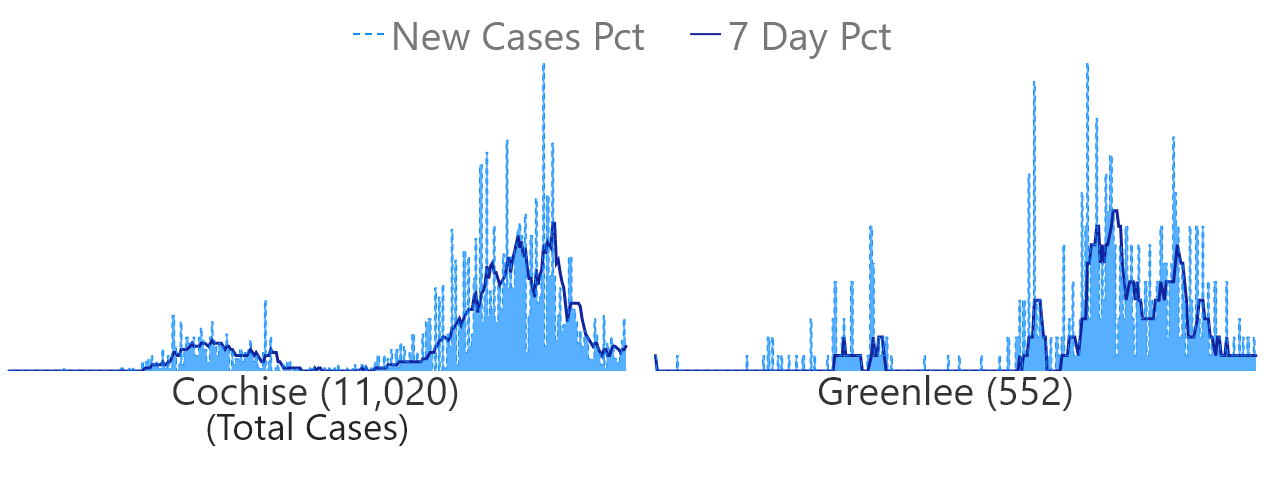 New Cases Pct 7 Day Pct
Cochise (11,020)
(Total Cases)
Greenlee (552)